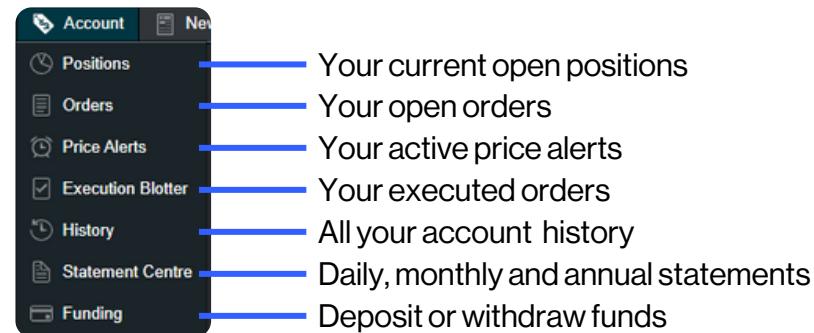 Account New
Positions Your current open positions
Orders Your open orders
Price Alerts Your active price alerts
Execution Blotter Your executed orders
History All your account history
Statement Centre Daily, monthly and annual statements
Funding Deposit or withdraw funds